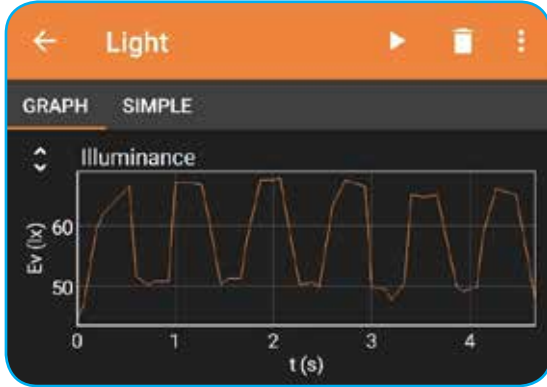 Light
GRAPH SIMPLE
Illuminance
Ev (lx)
60
50
0 1 2 3 4
t (s)